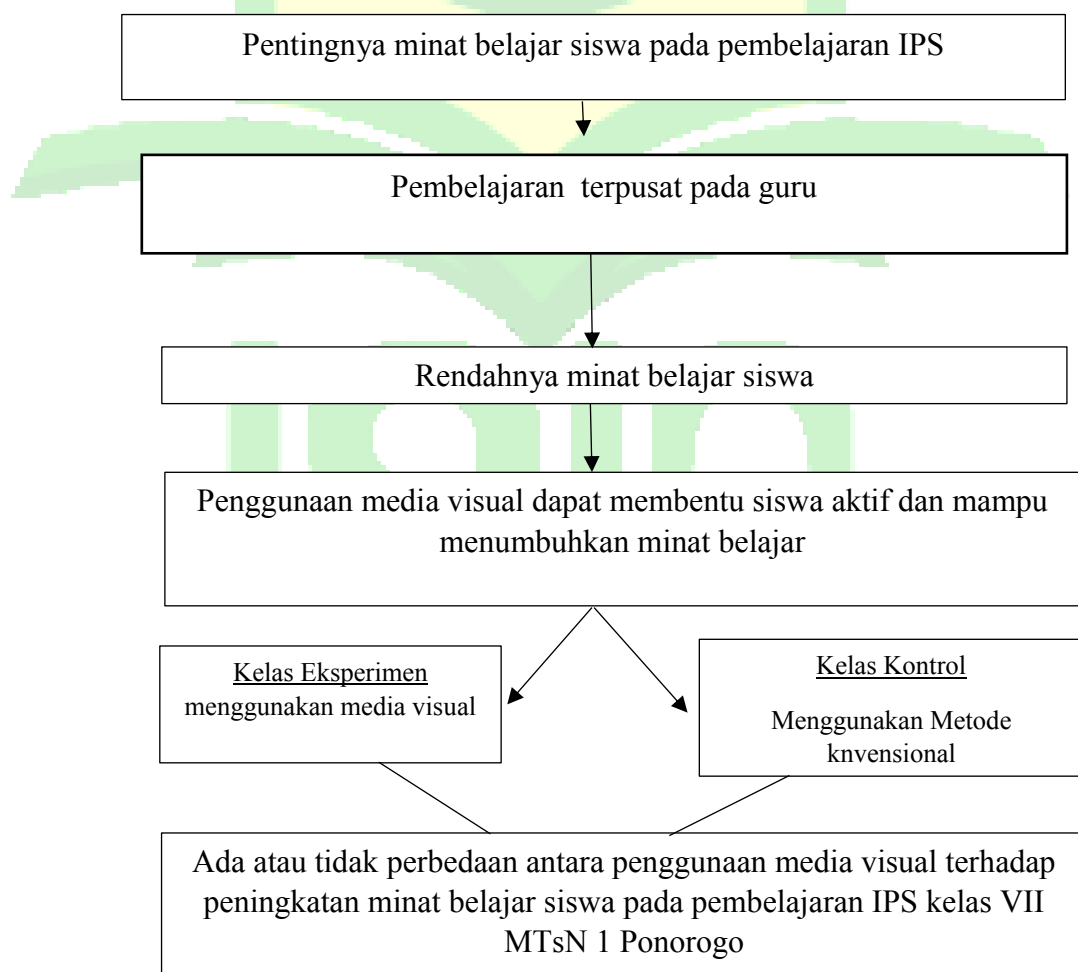 Pentingnya minat belajar siswa pada pembelajaran IPS
Pembelajaran terpusat pada guru
Rendahnya minat belajar siswa
Penggunaan media visual dapat membentu siswa aktif dan mampu
menumbuhkan minat belajar
Kelas Eksperimen
menggunakan media visual
Kelas Kontrol
Menggunakan Metode
knvensional
Ada atau tidak perbedaan antara penggunaan media visual terhadap
peningkatan minat belajar siswa pada pembelajaran IPS kelas VII
MTsN 1 Ponorogo